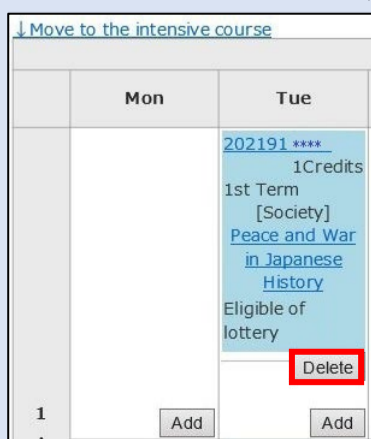 ↓Move to the intensive course
Mon Tue
202191 ****
1Credits
1st Term
[Society]
Peace and War
in Japanese
History
Eligible of
lottery
Delete
1 Add Add